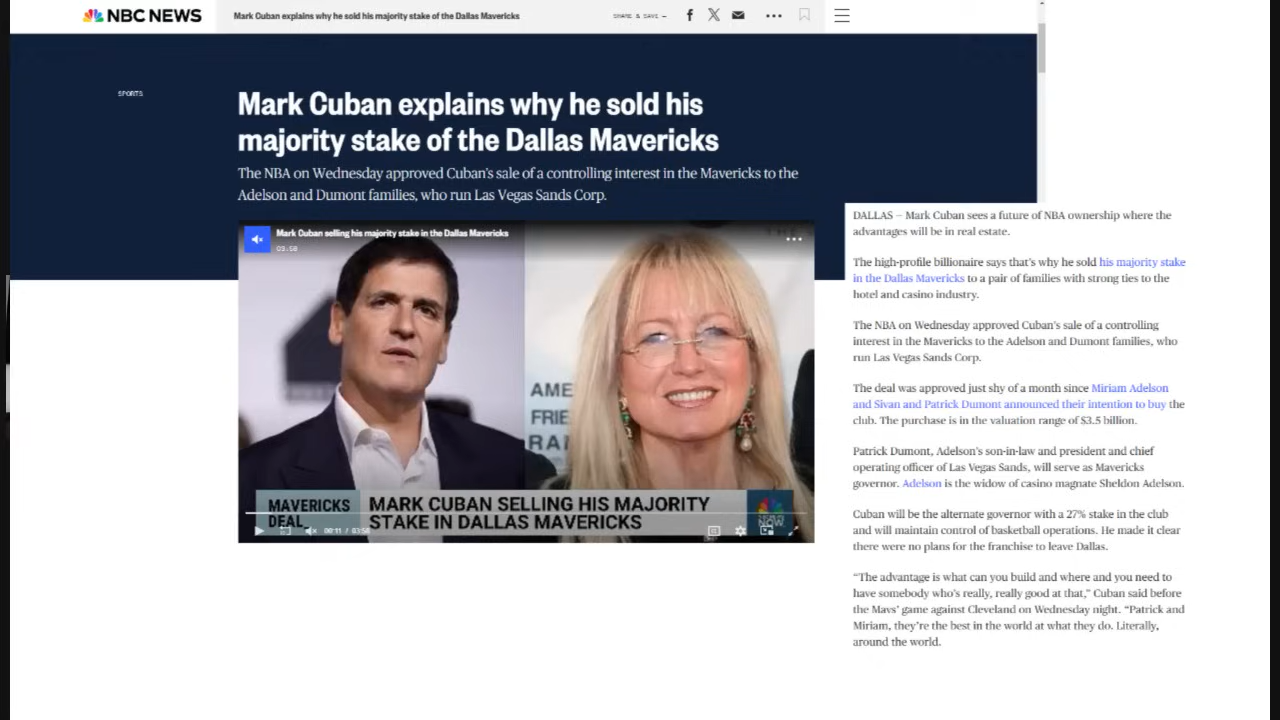 NBC NEWS
Mark Cuban explains why he sold his majority stake of the Dallas Mavericks
SHARE & SAVE —
SPORTS
Mark Cuban explains why he sold his
majority stake of the Dallas Mavericks
The NBA on Wednesday approved Cuban's sale of a controlling interest in the Mavericks to the
Adelson and Dumont families, who run Las Vegas Sands Corp.
Mark Cuban selling his majority stake in the Dallas Mavericks
03:50
AME
FRIE
RA
MAVERICKS
DEAL
MARK CUBAN SELLING HIS MAJORITY
STAKE IN DALLAS MAVERICKS
NOW
00:11 / 03:50
DALLAS — Mark Cuban sees a future of NBA ownership where the
advantages will be in real estate.
The high-profile billionaire says that's why he sold his majority stake
in the Dallas Mavericks to a pair of families with strong ties to the
hotel and casino industry.
The NBA on Wednesday approved Cuban's sale of a controlling
interest in the Mavericks to the Adelson and Dumont families, who
run Las Vegas Sands Corp.
The deal was approved just shy of a month since Miriam Adelson
and Sivan and Patrick Dumont announced their intention to buy the
club. The purchase is in the valuation range of $3.5 billion.
Patrick Dumont, Adelson's son-in-law and president and chief
operating officer of Las Vegas Sands, will serve as Mavericks
governor. Adelson is the widow of casino magnate Sheldon Adelson.
Cuban will be the alternate governor with a 27% stake in the club
and will maintain control of basketball operations. He made it clear
there were no plans for the franchise to leave Dallas.
"The advantage is what can you build and where and you need to
have somebody who's really, really good at that," Cuban said before
the Mavs' game against Cleveland on Wednesday night. "Patrick and
Miriam, they're the best in the world at what they do. Literally,
around the world.